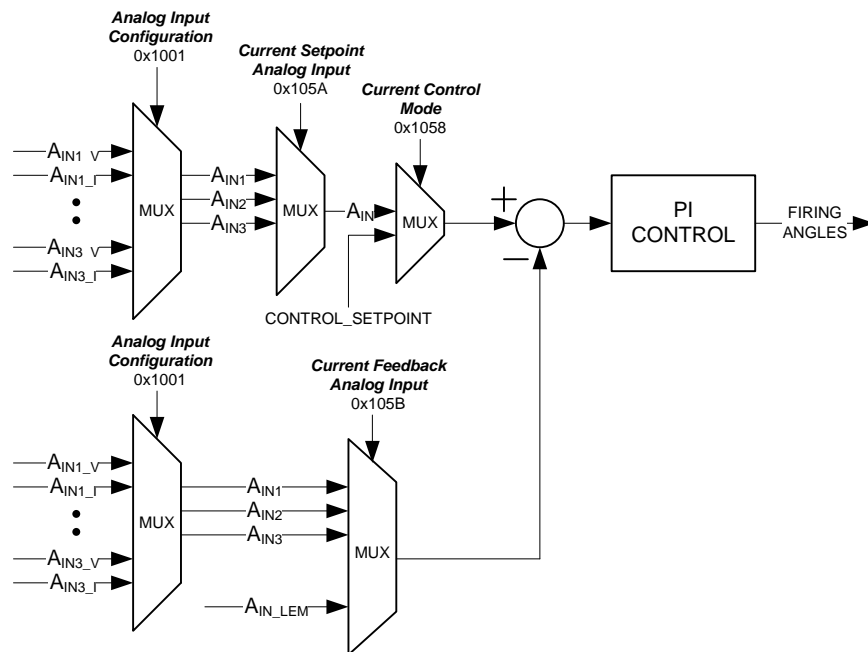 Analog Input
Configuration
0x1001
Current Setpoint
Analog Input
0x105A
Current Control
Mode
0x1058
AIN1_V
AIN1_I
AIN3_V
AIN3_I
MUX
AIN1
AIN2
AIN3
MUX
AIN
MUX
CONTROL_SETPOINT
+
−
PI
CONTROL
FIRING
ANGLES
Analog Input
Configuration
0x1001
Current Feedback
Analog Input
0x105B
AIN1_V
AIN1_I
AIN3_V
AIN3_I
MUX
AIN1
AIN2
AIN3
AIN_LEM
MUX